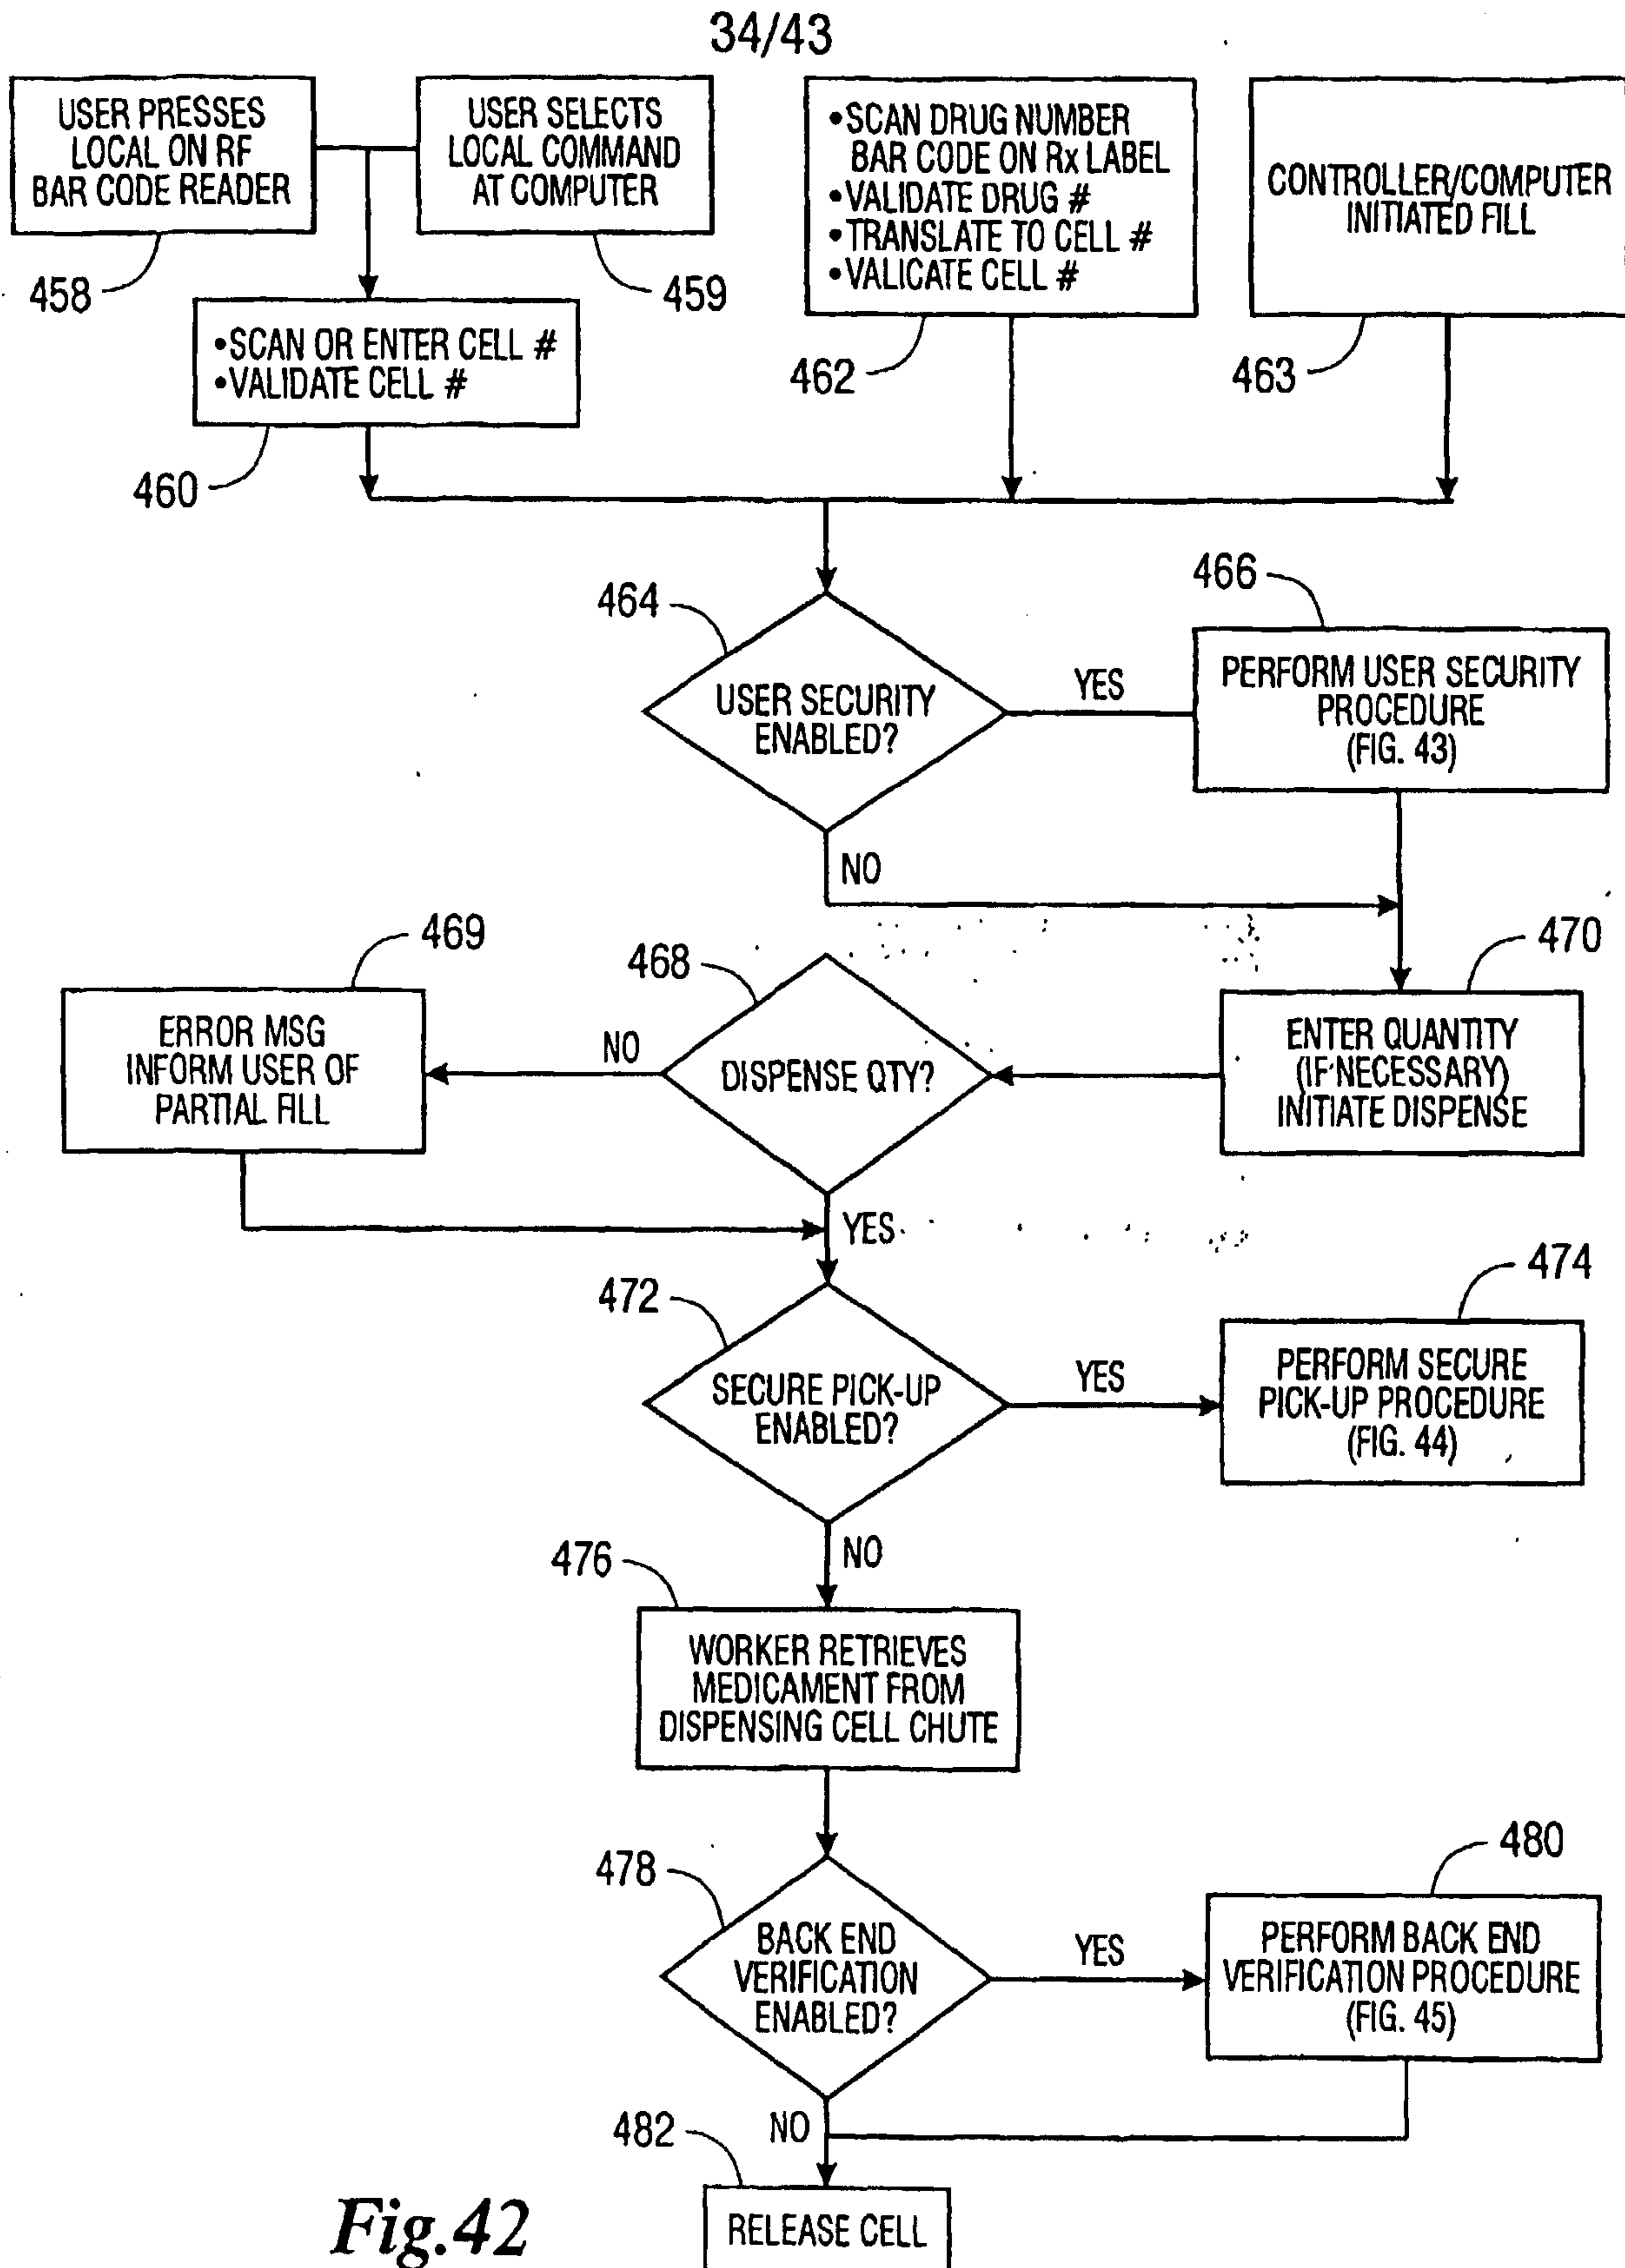 34/43
USER PRESSES
LOCAL ON RF
BAR CODE READER
458
USER SELECTS
LOCAL COMMAND
AT COMPUTER
459
•SCAN OR ENTER CELL #
•VALIDATE CELL #
460
•SCAN DRUG NUMBER
BAR CODE ON Rx LABEL
•VALIDATE DRUG #
•TRANSLATE TO CELL #
•VALICATE CELL #
462
CONTROLLER/COMPUTER
INITIATED FILL
463
464
USER SECURITY
ENABLED?
YES
NO
466
PERFORM USER SECURITY
PROCEDURE
(FIG. 43)
470
ENTER QUANTITY
(IF NECESSARY)
INITIATE DISPENSE
468
DISPENSE QTY?
NO
YES
469
ERROR MSG
INFORM USER OF
PARTIAL FILL
472
SECURE PICK-UP
ENABLED?
YES
NO
474
PERFORM SECURE
PICK-UP PROCEDURE
(FIG. 44)
476
WORKER RETRIEVES
MEDICAMENT FROM
DISPENSING CELL CHUTE
478
BACK END
VERIFICATION
ENABLED?
YES
NO
480
PERFORM BACK END
VERIFICATION PROCEDURE
(FIG. 45)
482
RELEASE CELL
Fig.42